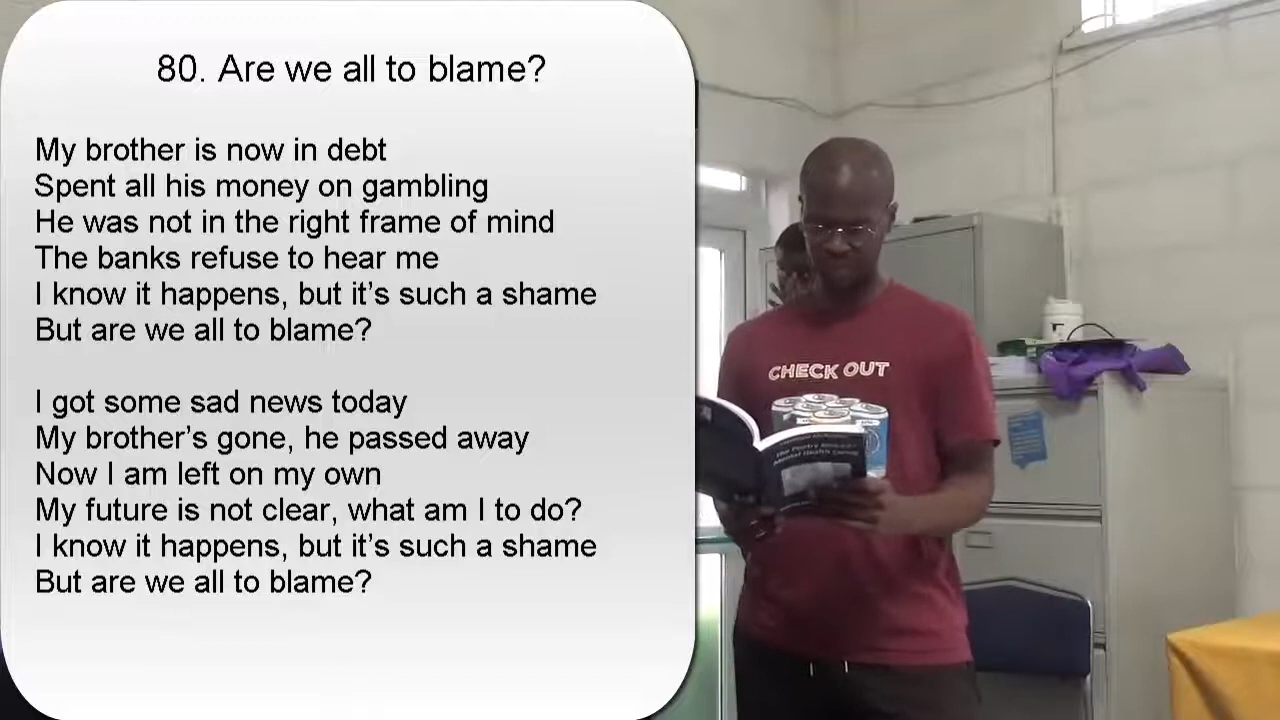 80. Are we all to blame?
My brother is now in debt
Spent all his money on gambling
He was not in the right frame of mind
The banks refuse to hear me
I know it happens, but it's such a shame
But are we all to blame?
I got some sad news today
My brother's gone, he passed away
Now I am left on my own
My future is not clear, what am I to do?
I know it happens, but it's such a shame
But are we all to blame?
CHECK OUT
The Poetry
Mental Health